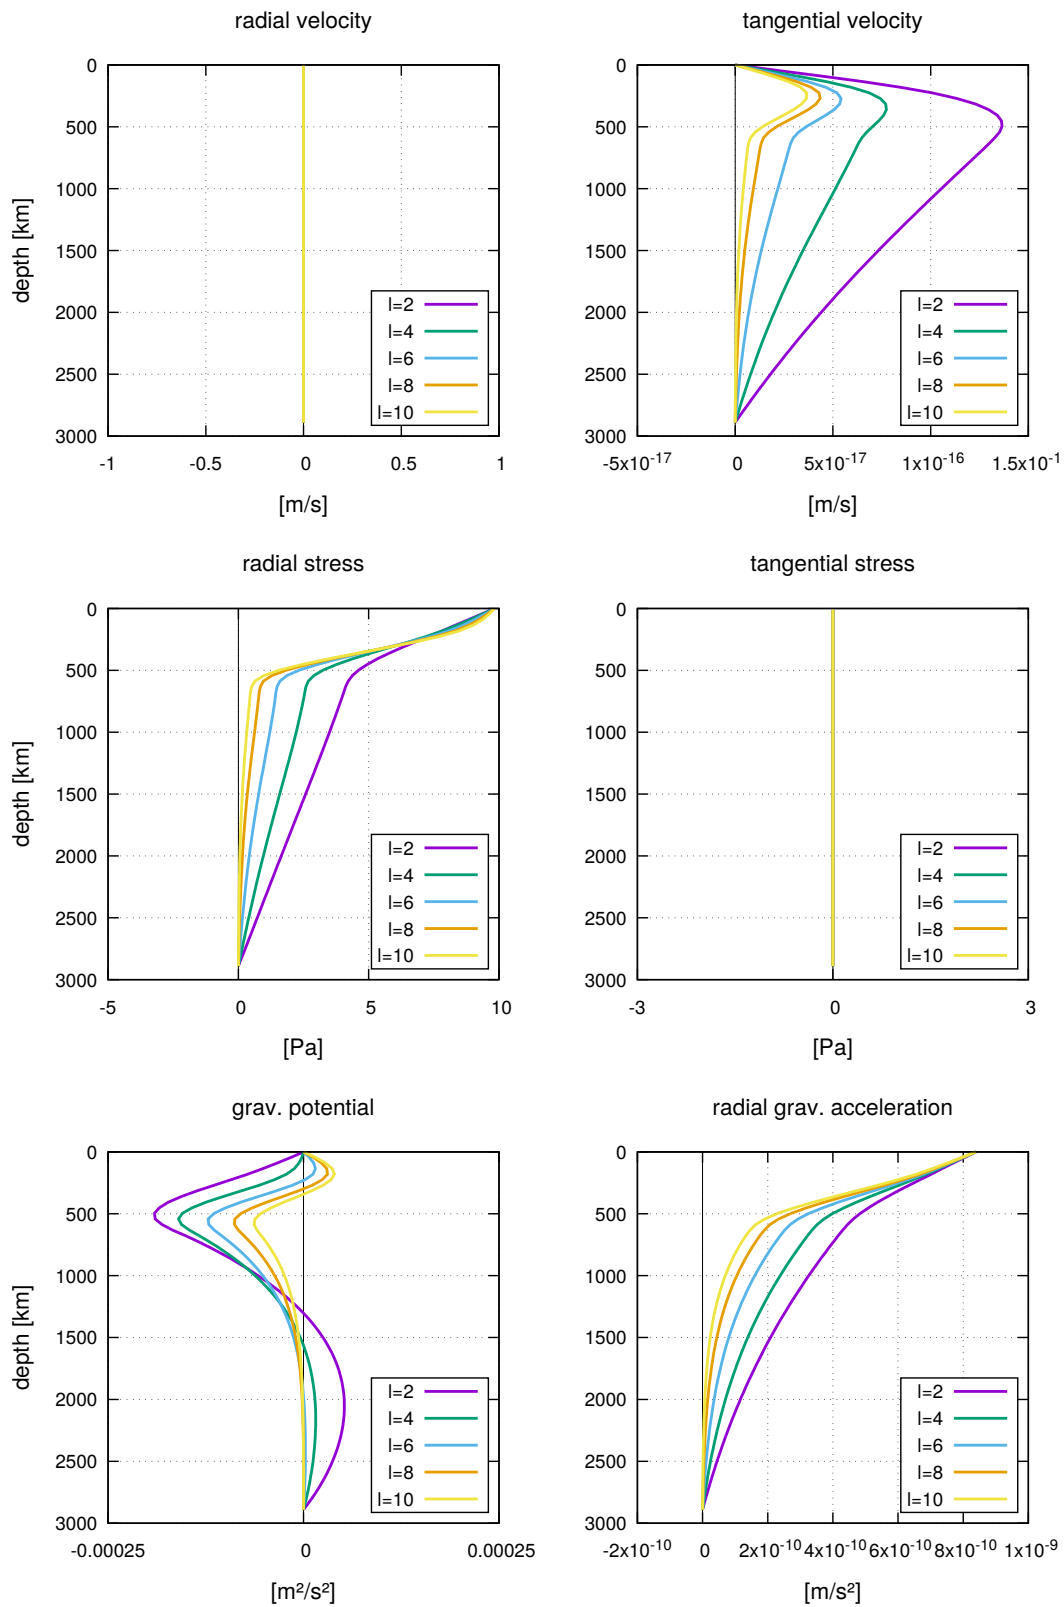 radial velocity
tangential velocity
0
500
1000
1500
2000
2500
3000
depth [km]
l=2
l=4
l=6
l=8
l=10
-1
-0.5
0
0.5
1
[m/s]
0
500
1000
1500
2000
2500
3000
l=2
l=4
l=6
l=8
l=10
-5x10⁻¹⁷
0
5x10⁻¹⁷
1x10⁻¹⁶
1.5x10⁻¹
[m/s]
radial stress
tangential stress
0
500
1000
1500
2000
2500
3000
depth [km]
l=2
l=4
l=6
l=8
l=10
-5
0
5
10
[Pa]
0
500
1000
1500
2000
2500
3000
l=2
l=4
l=6
l=8
l=10
-3
0
3
[Pa]
grav. potential
radial grav. acceleration
0
500
1000
1500
2000
2500
3000
depth [km]
l=2
l=4
l=6
l=8
l=10
-0.00025
0
0.00025
[m²/s²]
0
500
1000
1500
2000
2500
3000
l=2
l=4
l=6
l=8
l=10
-2x10⁻¹⁰
0
2x10⁻¹⁰
4x10⁻¹⁰
6x10⁻¹⁰
8x10⁻¹⁰
1x10⁻⁹
[m/s²]